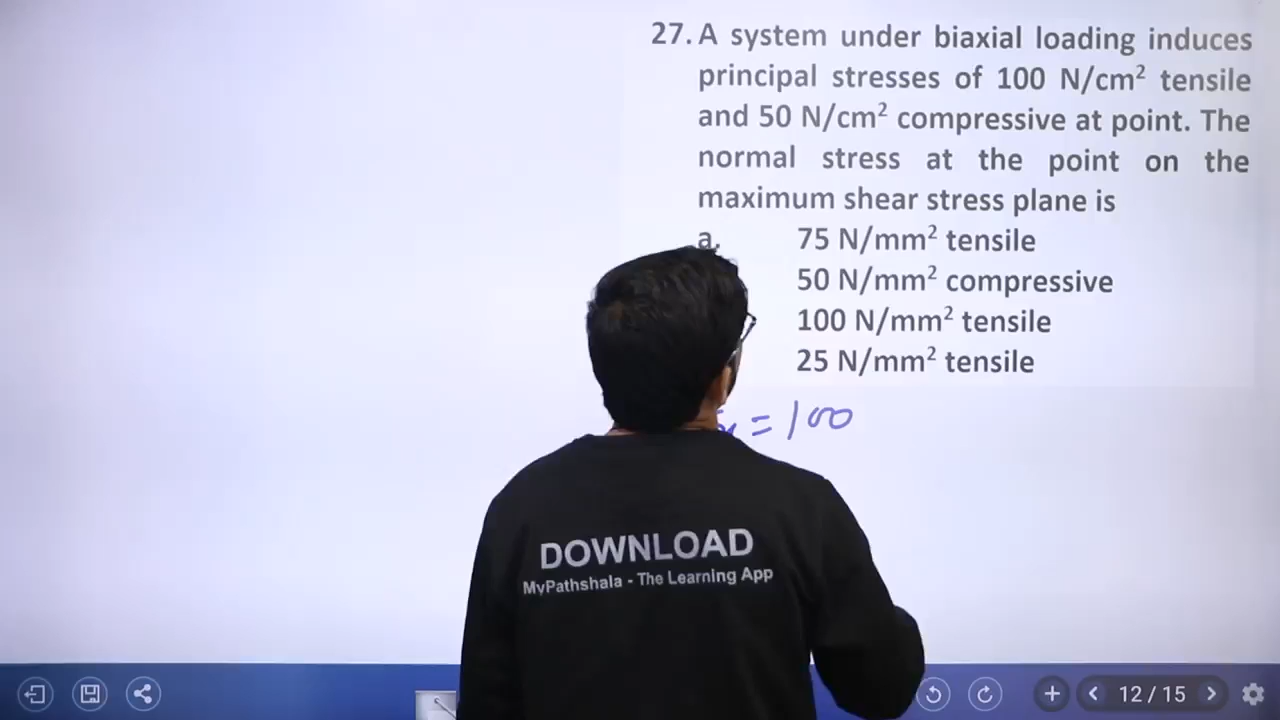 27. A system under biaxial loading induces
principal stresses of 100 N/cm² tensile
and 50 N/cm² compressive at point. The
normal stress at the point on the
maximum shear stress plane is
a. 75 N/mm² tensile
50 N/mm² compressive
100 N/mm² tensile
25 N/mm² tensile
= 100
DOWNLOAD
MyPathshala - The Learning App
12 / 15